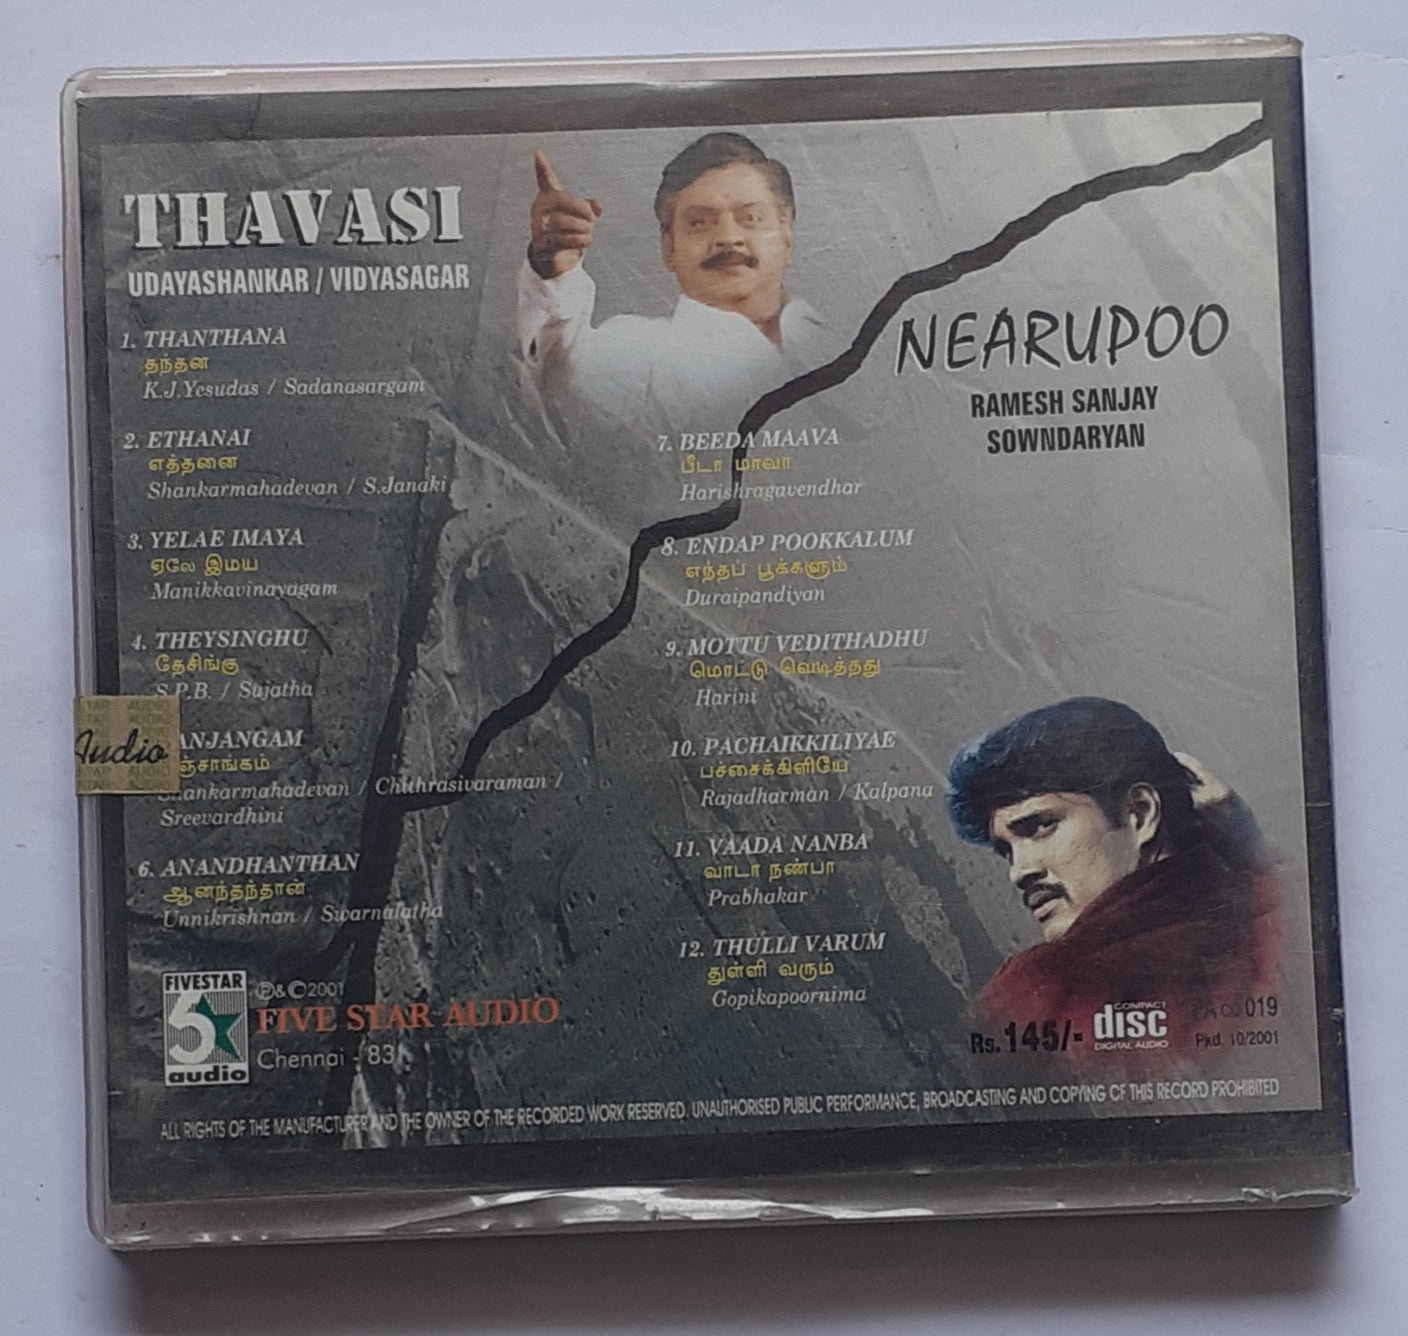 THAVASI
UDAYASHANKAR / VIDYASAGAR
1. THANTHANA
தந்தன
K.J.Yesudas / Sadanasargam
2. ETHANAI
எத்தனை
Shankarmahadevan / S.Janaki
3. YELAE IMAYA
ஏலே இமய
Manikkavinayagam
4. THEYSINGHU
தேசிங்கு
S.P.B. / Sujatha
ANJANGAM
ஞ்சாங்கம்
Shankarmahadevan / Chithrasivaraman /
Sreevardhini
6. ANANDHANTHAN
ஆனந்தந்தான்
Unnikrishnan / Swarnalatha
Audio
NEARUPOO
RAMESH SANJAY
SOWNDARYAN
7. BEEDA MAAVA
பீடா மாவா
Harishragavendhar
8. ENDAP POOKKALUM
எந்தப் பூக்களும்
Duraipandiyan
9. MOTTU VEDITHADHU
மொட்டு வெடித்தது
Harini
10. PACHAIKKILIYAE
பச்சைக்கிளியே
Rajadharman / Kalpana
11. VAADA NANBA
வாடா நண்பா
Prabhakar
12. THULLI VARUM
துள்ளி வரும்
Gopikapoornima
FIVESTAR
5
audio
℗&©2001
FIVE STAR AUDIO
Chennai - 83.
Rs. 145/-
COMPACT
disc
DIGITAL AUDIO
CD 019
Pkd. 10/2001
ALL RIGHTS OF THE MANUFACTURER AND THE OWNER OF THE RECORDED WORK RESERVED. UNAUTHORISED PUBLIC PERFORMANCE, BROADCASTING AND COPYING OF THIS RECORD PROHIBITED